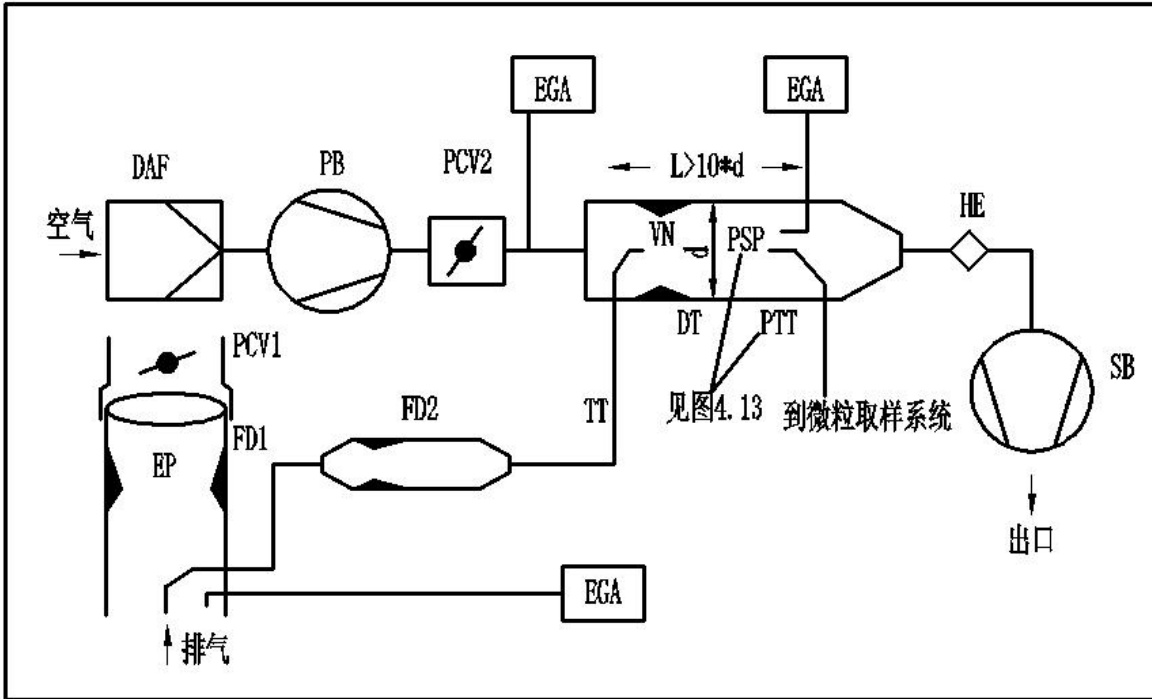 EGA
EGA
DAF
PB
PCV2
L>10*d
空气
VN
d
PSP
HE
DT
PTT
PCV1
SB
见图4.13
到微粒取样系统
FD2
TT
FD1
EP
出口
EGA
排气